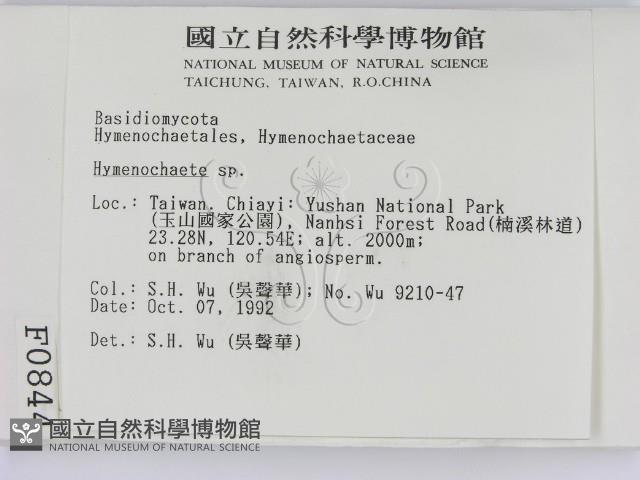 國立自然科學博物館
NATIONAL MUSEUM OF NATURAL SCIENCE
TAICHUNG, TAIWAN, R.O.CHINA
Basidiomycota
Hymenochaetales, Hymenochaetaceae
Hymenochaete sp.
Loc.: Taiwan. Chiayi: Yushan National Park
(玉山國家公園), Nanhsi Forest Road(楠溪林道)
23.28N, 120.54E; alt. 2000m;
on branch of angiosperm.
Col.: S.H. Wu (吳聲華); No. Wu 9210-47
Date: Oct. 07, 1992
Det.: S.H. Wu (吳聲華)
F0844
國立自然科學博物館
NATIONAL MUSEUM OF NATURAL SCIENCE